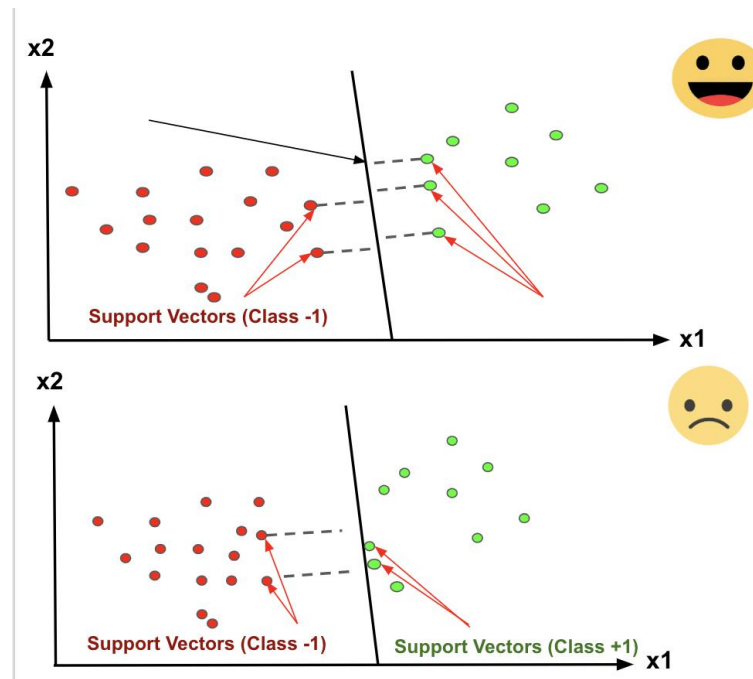 x2
Support Vectors (Class -1)
x1
x2
Support Vectors (Class -1)
Support Vectors (Class +1)
x1